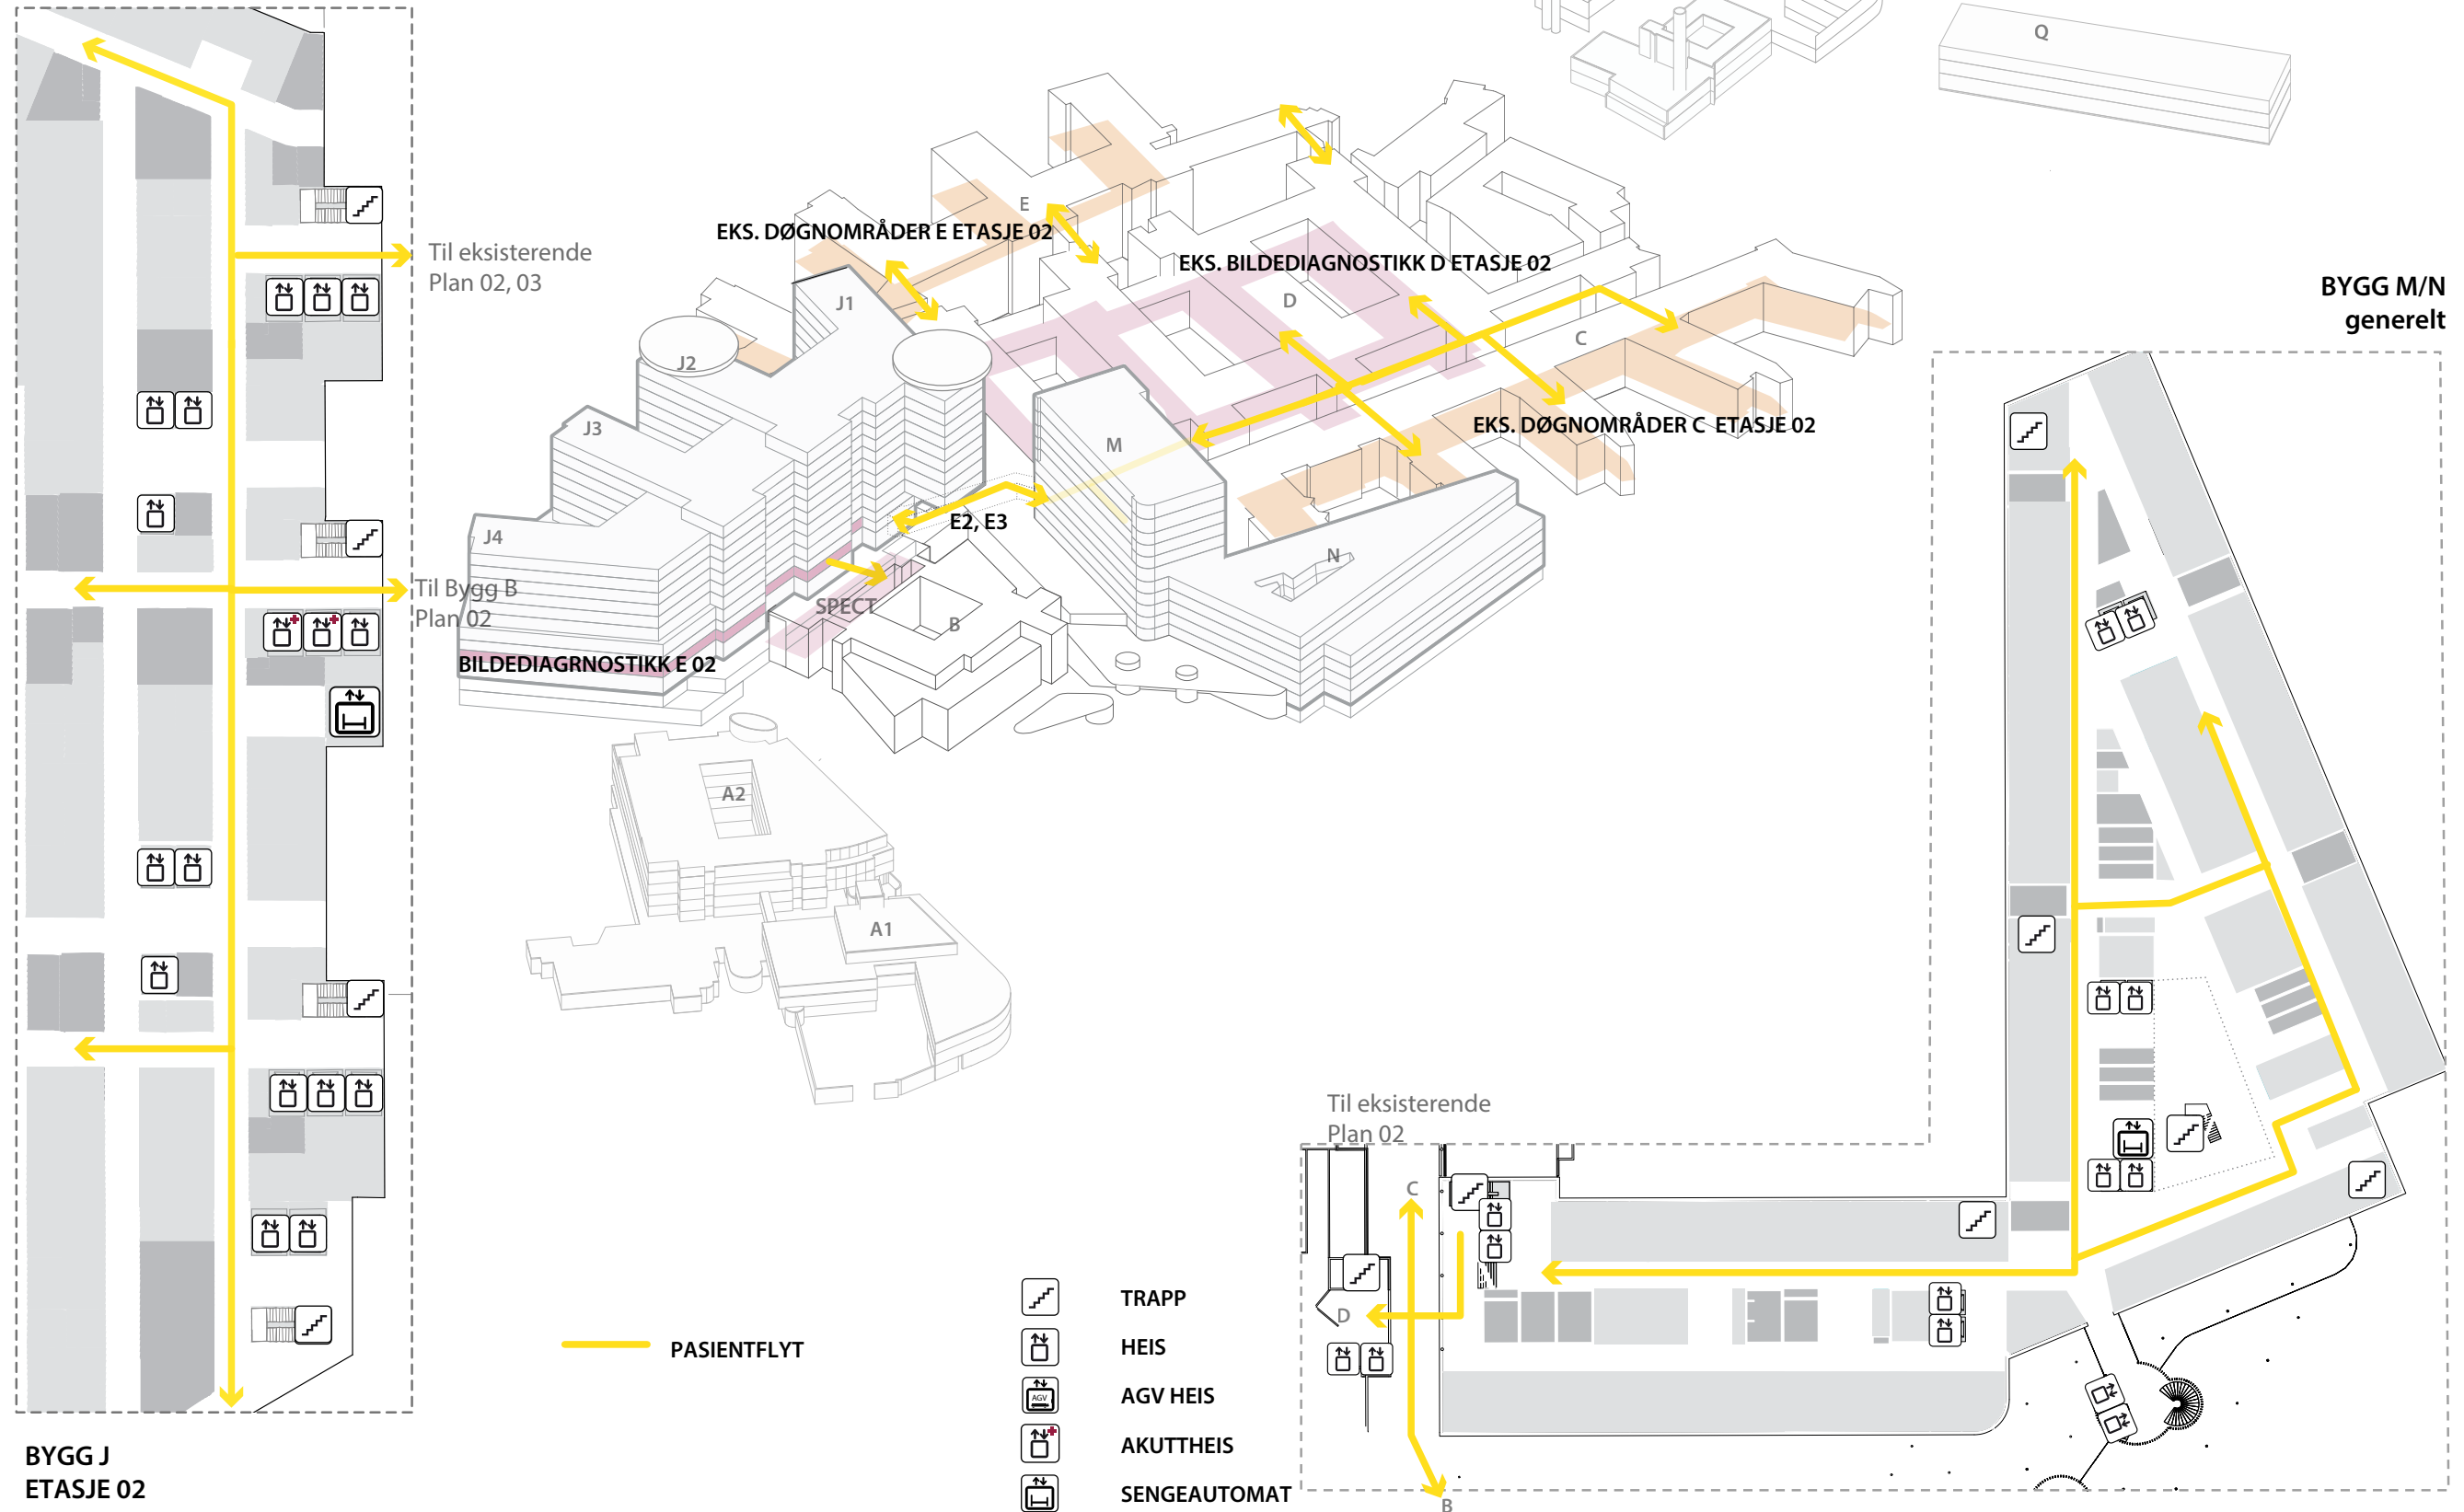 Q
E
EKS. DØGNOMRÅDER E ETASJE 02
Til eksisterende
Plan 02, 03
EKS. BILDEDIAGNOSTIKK D ETASJE 02
D
J1
J2
C
BYGG M/N
generelt
J3
M
EKS. DØGNOMRÅDER C ETASJE 02
J4
E2, E3
N
Til Bygg B
Plan 02
SPECT
B
BILDEDIAGRNOSTIKK E 02
A2
A1
Til eksisterende
Plan 02
C
D
B
PASIENTFLYT
TRAPP
HEIS
AGV
AGV HEIS
AKUTTHEIS
SENGEAUTOMAT
BYGG J
ETASJE 02